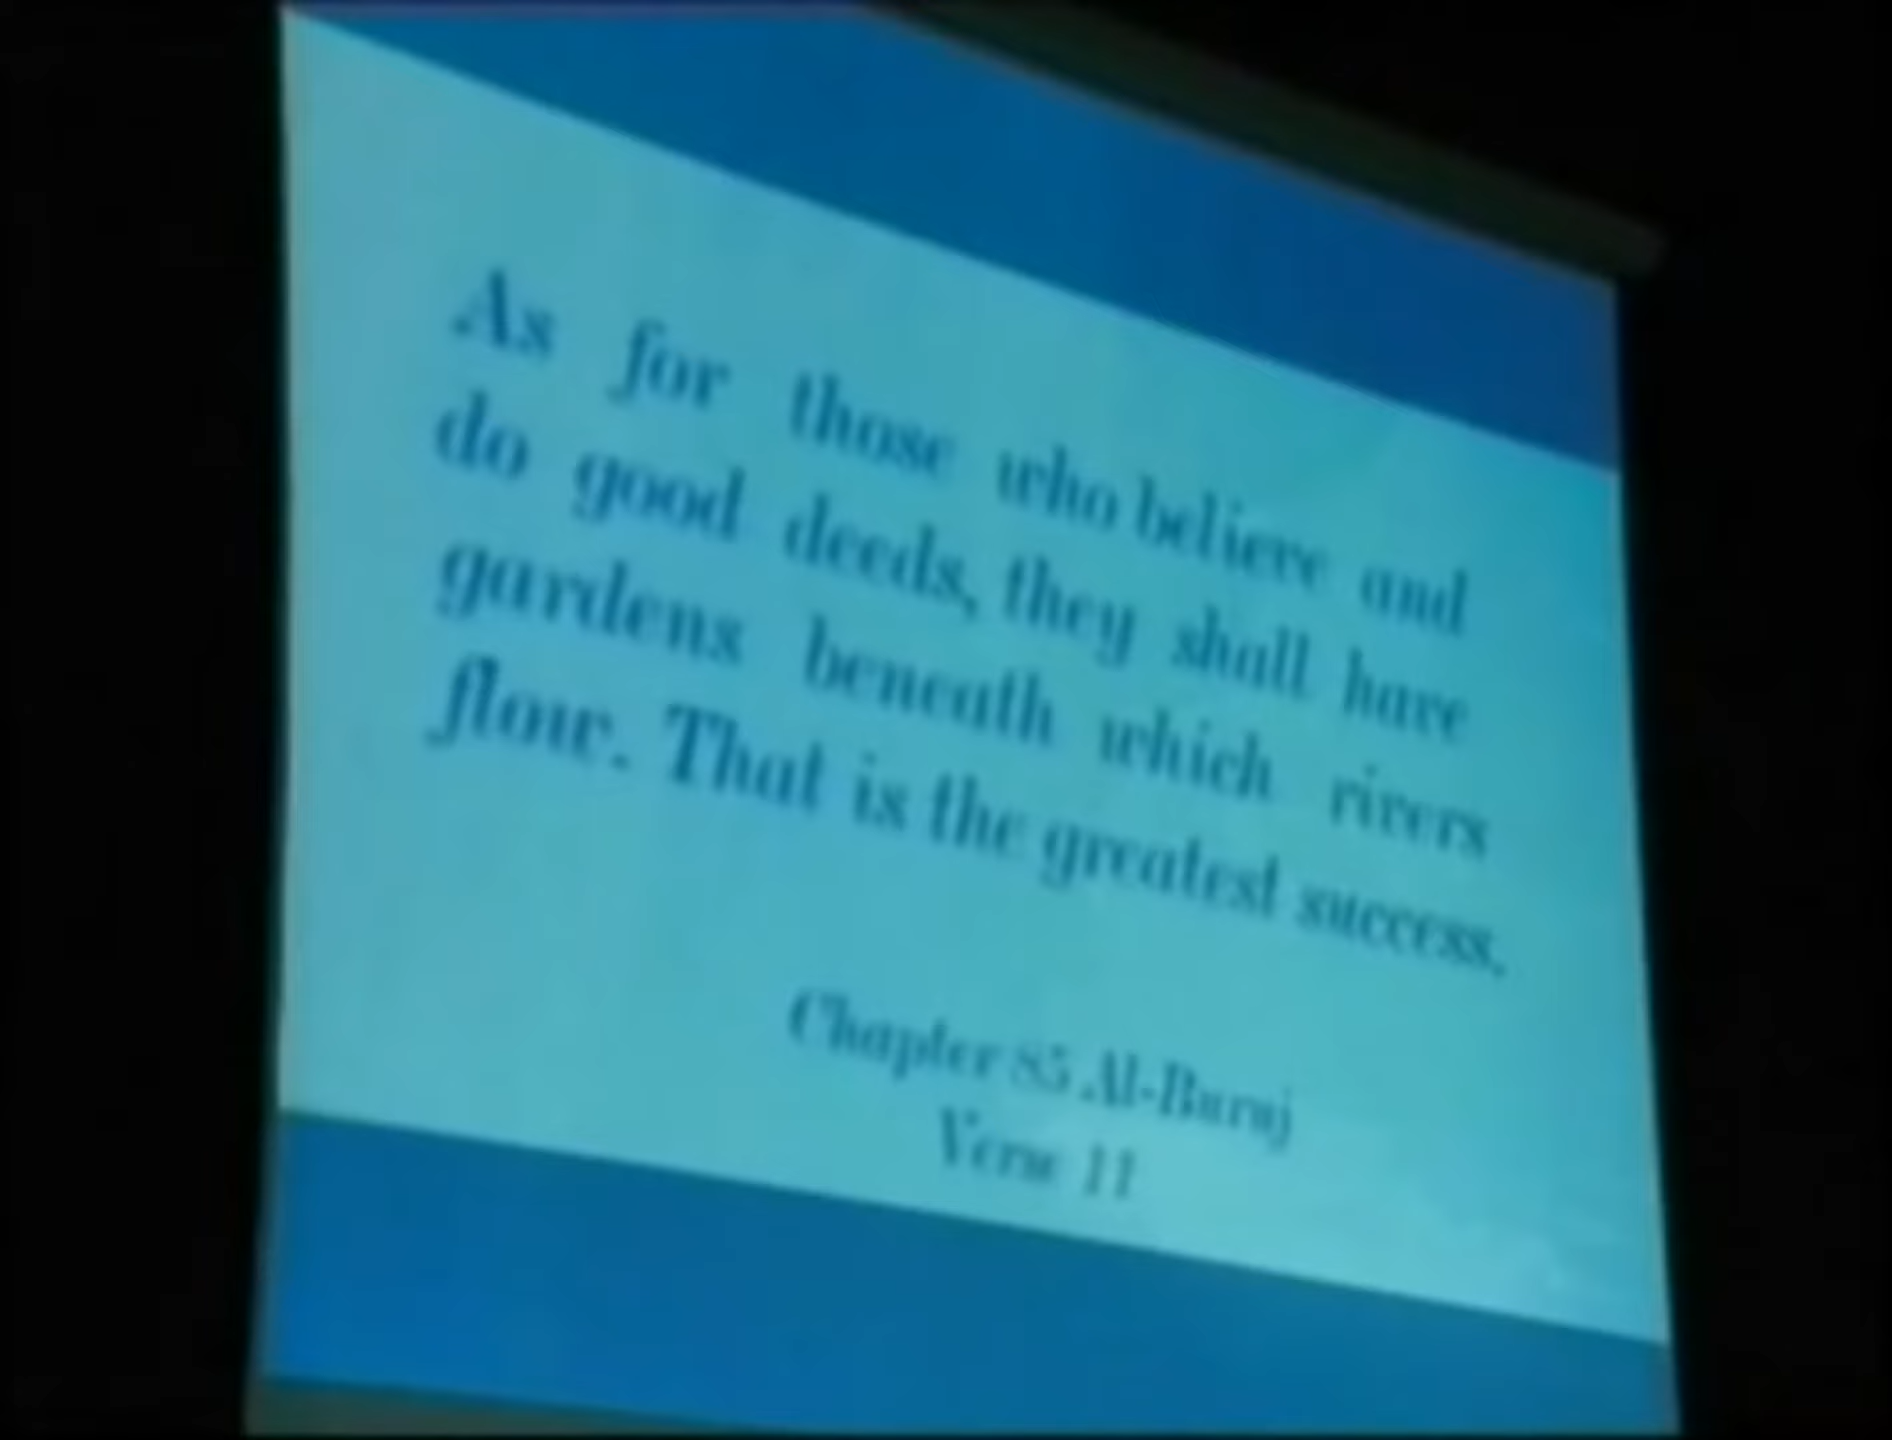 As for those who believe and
do good deeds, they shall have
gardens beneath which rivers
flow. That is the greatest success.
Chapter 85 Al-Buruj
Verse 11